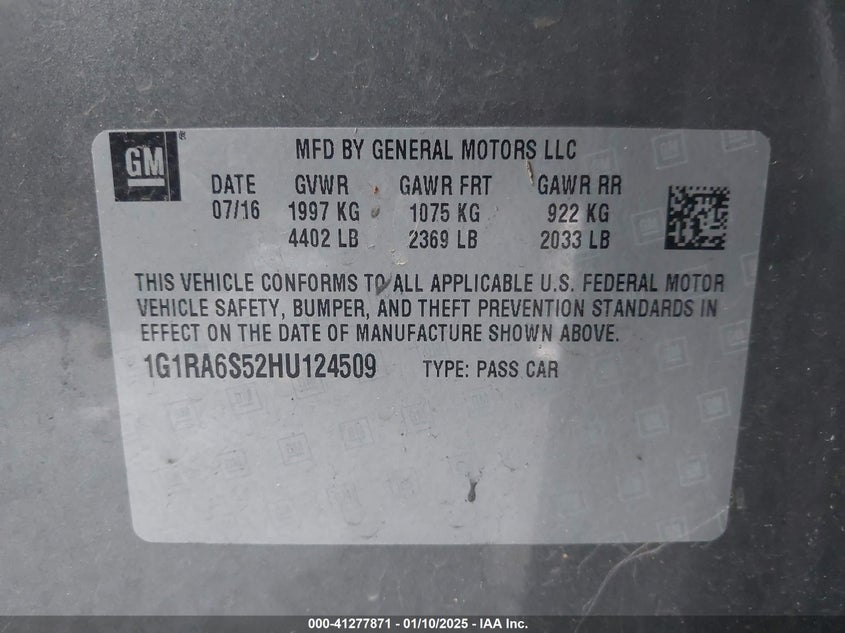 GM
®
MFD BY GENERAL MOTORS LLC
DATE GVWR GAWR FRT GAWR RR
07/16 1997 KG 1075 KG 922 KG
4402 LB 2369 LB 2033 LB
THIS VEHICLE CONFORMS TO ALL APPLICABLE U.S. FEDERAL MOTOR
VEHICLE SAFETY, BUMPER, AND THEFT PREVENTION STANDARDS IN
EFFECT ON THE DATE OF MANUFACTURE SHOWN ABOVE.
1G1RA6S52HU124509 TYPE: PASS CAR
000-41277871 - 01/10/2025 - IAA Inc.